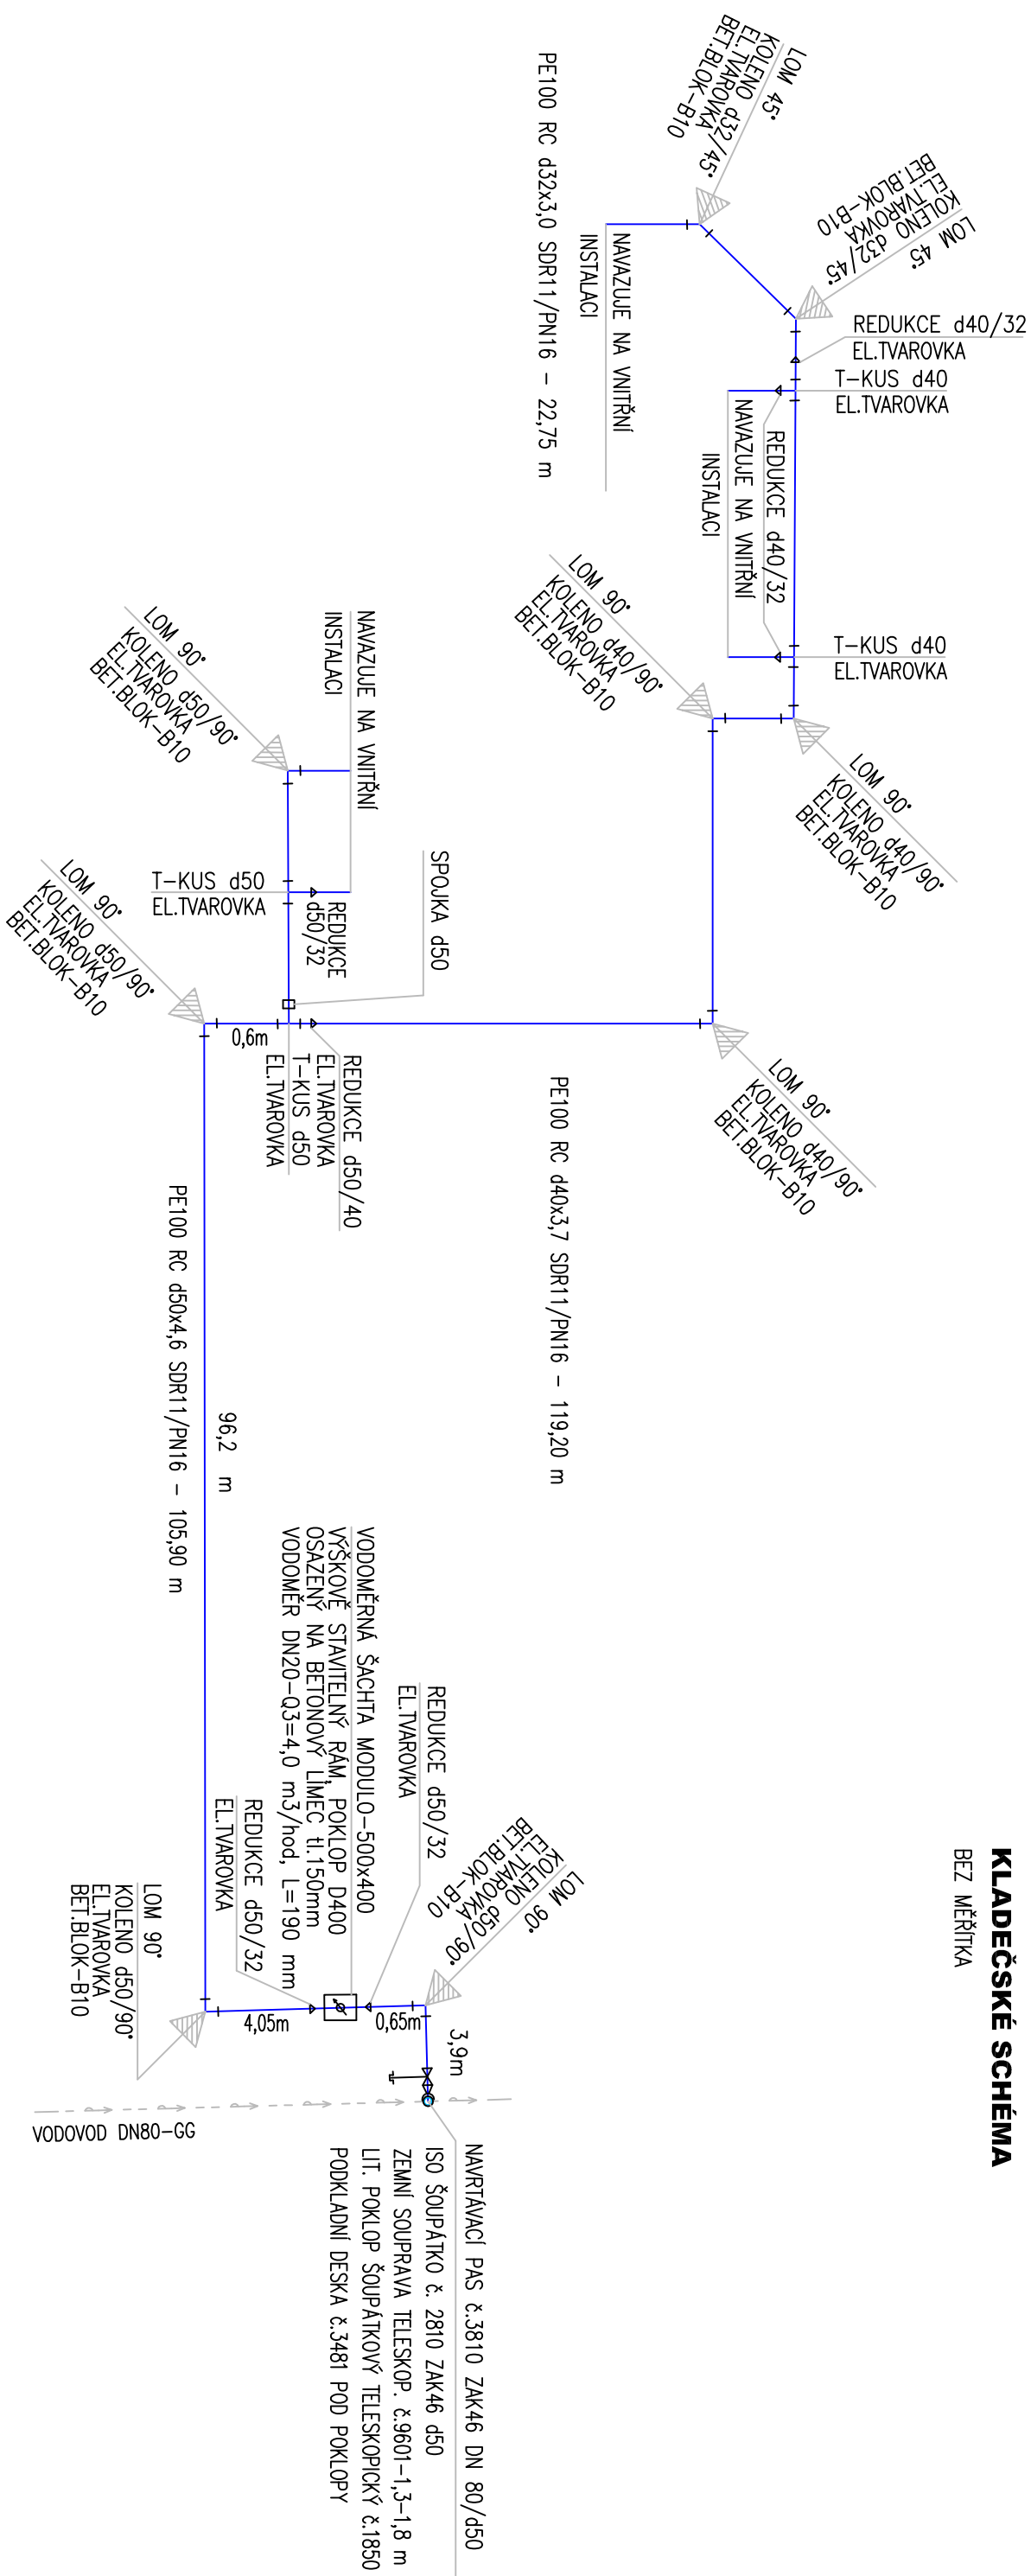 KLADEČSKÉ SCHÉMA
BEZ MĚŘÍTKA
LOM 45°
KOLENO d32/45°
EL.TVAROVKA
BET.BLOK-B10
LOM 45°
KOLENO d32/45°
EL.TVAROVKA
BET.BLOK-B10
REDUKCE d40/32
EL.TVAROVKA
T-KUS d40
EL.TVAROVKA
REDUKCE d40/32
NAVAZUJE NA VNITŘNÍ
INSTALACI
NAVAZUJE NA VNITŘNÍ
INSTALACI
PE100 RC d32x3,0 SDR11/PN16 - 22,75 m
T-KUS d40
EL.TVAROVKA
LOM 90°
KOLENO d40/90°
EL.TVAROVKA
BET.BLOK-B10
LOM 90°
KOLENO d40/90°
EL.TVAROVKA
BET.BLOK-B10
LOM 90°
KOLENO d40/90°
EL.TVAROVKA
BET.BLOK-B10
PE100 RC d40x3,7 SDR11/PN16 - 119,20 m
NAVAZUJE NA VNITŘNÍ
INSTALACI
LOM 90°
KOLENO d50/90°
EL.TVAROVKA
BET.BLOK-B10
T-KUS d50
EL.TVAROVKA
REDUKCE
d50/32
SPOJKA d50
LOM 90°
KOLENO d50/90°
EL.TVAROVKA
BET.BLOK-B10
0,6m
REDUKCE d50/40
EL.TVAROVKA
T-KUS d50
EL.TVAROVKA
PE100 RC d50x4,6 SDR11/PN16 - 105,90 m
96,2 m
VODOMĚRNÁ ŠACHTA MODULO-500x400
VÝŠKOVĚ STAVITELNÝ RÁM, POKLOP D400
OSAZENÝ NA BETONOVÝ LÍMEC tl.150mm
VODOMĚR DN20-Q3=4,0 m3/hod, L=190 mm
REDUKCE d50/32
EL.TVAROVKA
REDUKCE d50/32
EL.TVAROVKA
LOM 90°
KOLENO d50/90°
EL.TVAROVKA
BET.BLOK-B10
LOM 90°
KOLENO d50/90°
EL.TVAROVKA
BET.BLOK-B10
4,05m
0,65m
3,9m
VODOVOD DN80-GG
NAVRTÁVACÍ PAS č.3810 ZAK46 DN 80/d50
ISO ŠOUPÁTKO č. 2810 ZAK46 d50
ZEMNÍ SOUPRAVA TELESKOP. č.9601-1,3-1,8 m
LIT. POKLOP ŠOUPÁTKOVÝ TELESKOPICKÝ č.1850
PODKLADNÍ DESKA č.3481 POD POKLOPY